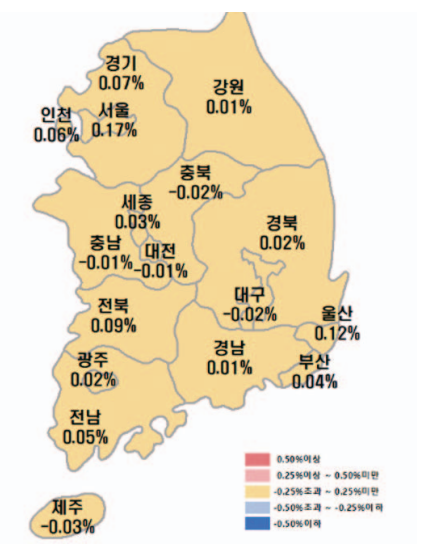 경기
0.07%
강원
0.01%
인천
0.06%
서울
0.17%
충북
-0.02%
세종
0.03%
경북
0.02%
충남
-0.01%
대전
-0.01%
대구
-0.02%
전북
0.09%
울산
0.12%
경남
0.01%
부산
0.04%
광주
0.02%
전남
0.05%
제주
-0.03%
0.50%이상
0.25%이상 ~ 0.50%미만
-0.25%초과 ~ 0.25%미만
-0.50%초과 ~ -0.25%이하
-0.50%이하